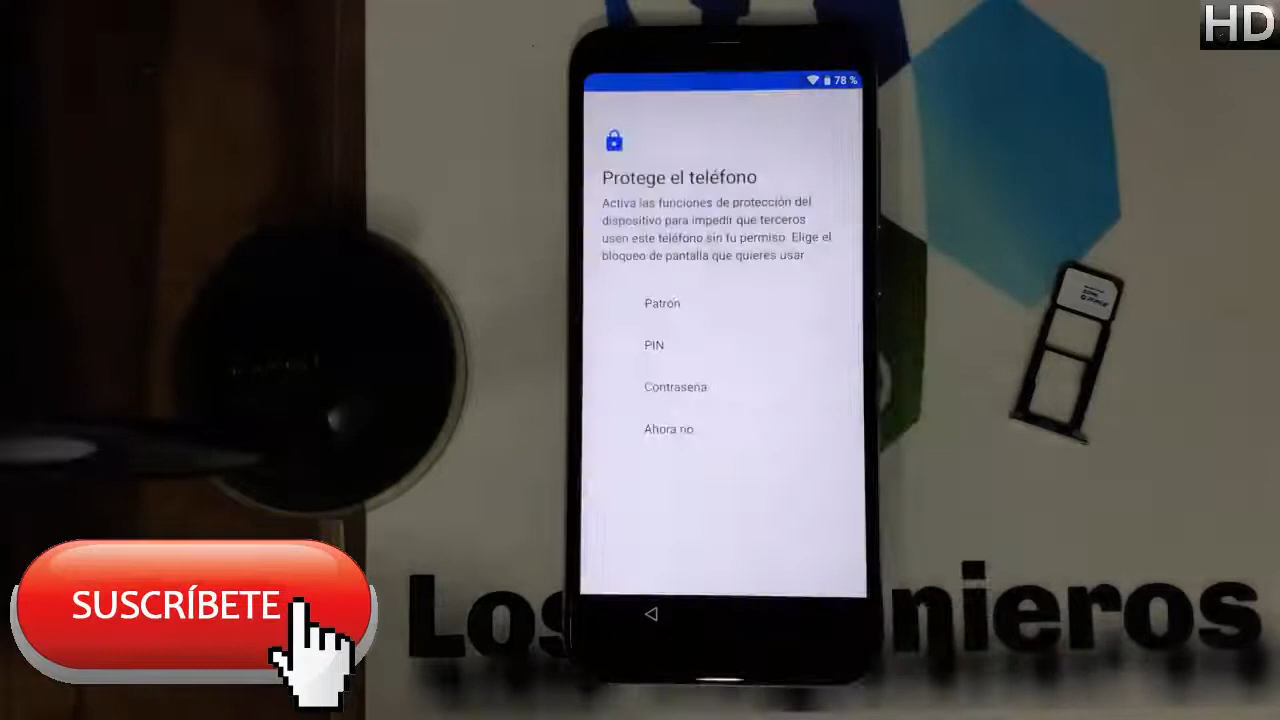 HD
78 %
Protege el teléfono
Activa las funciones de protección del
dispositivo para impedir que terceros
usen este teléfono sin tu permiso. Elige el
bloqueo de pantalla que quieres usar
Patrón
PIN
Contraseña
Ahora no
SUSCRÍBETE
Los nieros